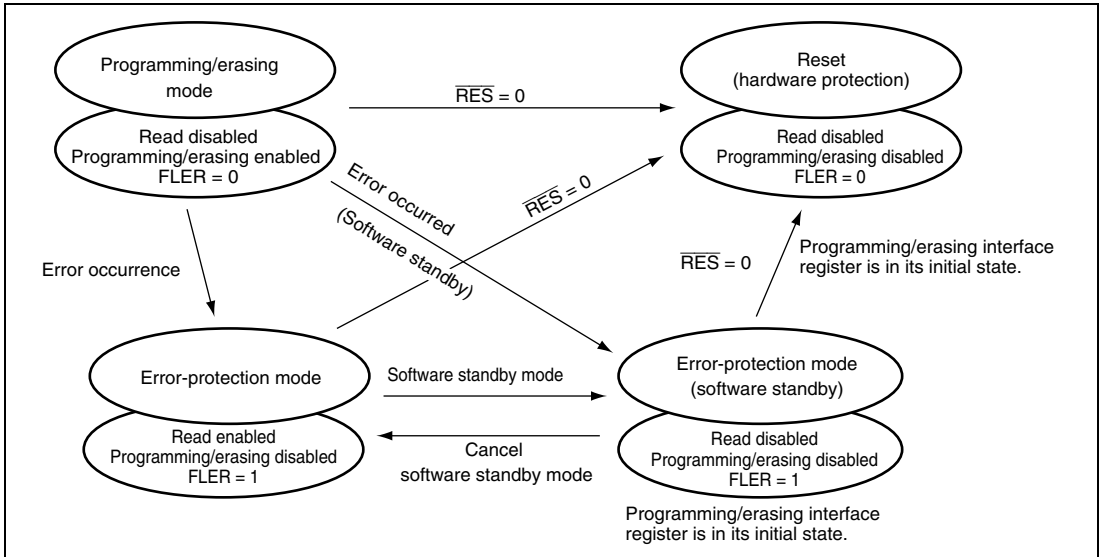 Programming/erasing
mode
Read disabled
Programming/erasing enabled
FLER = 0
R̅E̅S̅ = 0
Reset
(hardware protection)
Read disabled
Programming/erasing disabled
FLER = 0
Error occurred
(Software standby)
R̅E̅S̅ = 0
Error occurrence
R̅E̅S̅ = 0
Programming/erasing interface
register is in its initial state.
Error-protection mode
Read enabled
Programming/erasing disabled
FLER = 1
Software standby mode
Cancel
software standby mode
Error-protection mode
(software standby)
Read disabled
Programming/erasing disabled
FLER = 1
Programming/erasing interface
register is in its initial state.